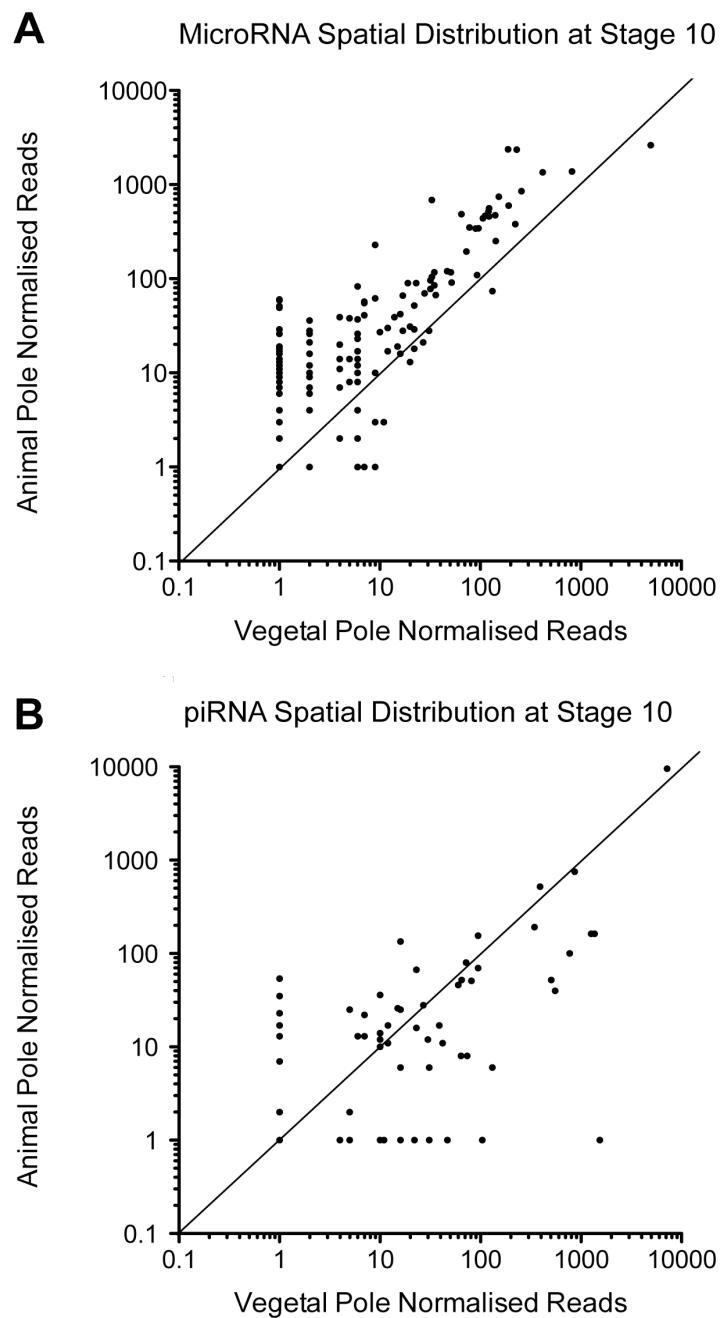 A
MicroRNA Spatial Distribution at Stage 10
Animal Pole Normalised Reads
10000
1000
100
10
1
0.1
0.1 1 10 100 1000 10000
Vegetal Pole Normalised Reads
B
piRNA Spatial Distribution at Stage 10
Animal Pole Normalised Reads
10000
1000
100
10
1
0.1
0.1 1 10 100 1000 10000
Vegetal Pole Normalised Reads